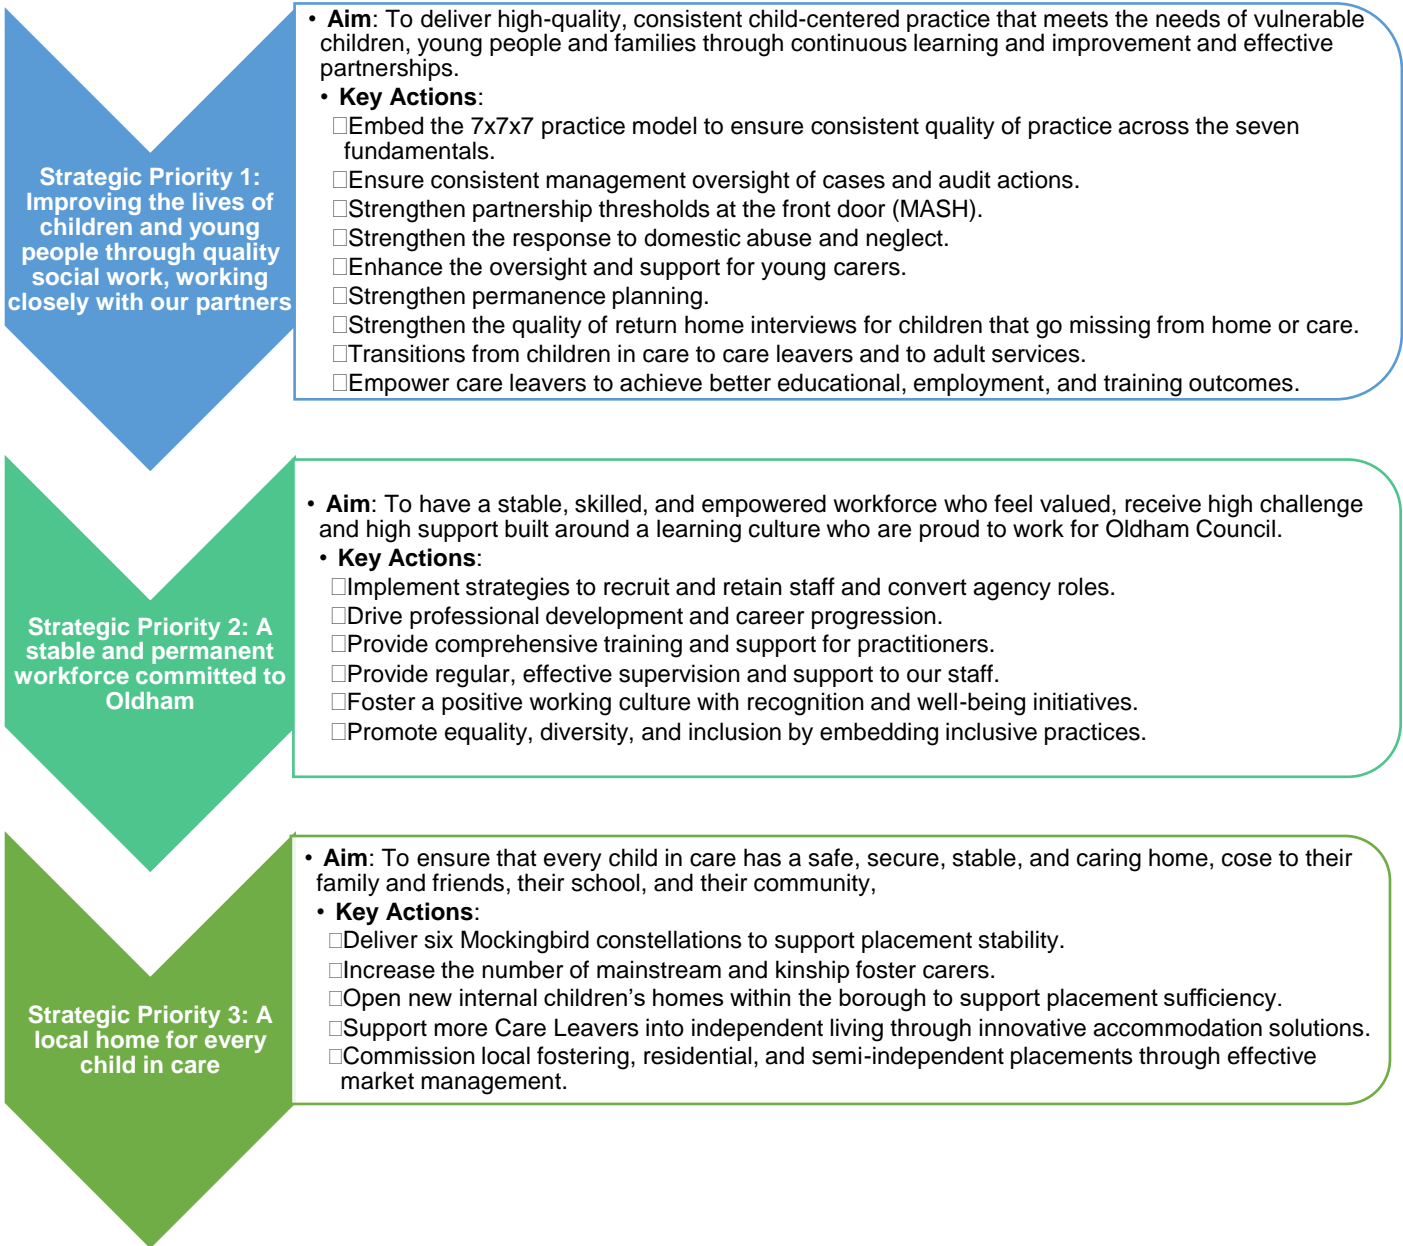 Strategic Priority 1:
Improving the lives of
children and young
people through quality
social work, working
closely with our partners
• Aim: To deliver high-quality, consistent child-centered practice that meets the needs of vulnerable
children, young people and families through continuous learning and improvement and effective
partnerships.
• Key Actions:
□Embed the 7x7x7 practice model to ensure consistent quality of practice across the seven
fundamentals.
□Ensure consistent management oversight of cases and audit actions.
□Strengthen partnership thresholds at the front door (MASH).
□Strengthen the response to domestic abuse and neglect.
□Enhance the oversight and support for young carers.
□Strengthen permanence planning.
□Strengthen the quality of return home interviews for children that go missing from home or care.
□Transitions from children in care to care leavers and to adult services.
□Empower care leavers to achieve better educational, employment, and training outcomes.
Strategic Priority 2: A
stable and permanent
workforce committed to
Oldham
• Aim: To have a stable, skilled, and empowered workforce who feel valued, receive high challenge
and high support built around a learning culture who are proud to work for Oldham Council.
• Key Actions:
□Implement strategies to recruit and retain staff and convert agency roles.
□Drive professional development and career progression.
□Provide comprehensive training and support for practitioners.
□Provide regular, effective supervision and support to our staff.
□Foster a positive working culture with recognition and well-being initiatives.
□Promote equality, diversity, and inclusion by embedding inclusive practices.
Strategic Priority 3: A
local home for every
child in care
• Aim: To ensure that every child in care has a safe, secure, stable, and caring home, cose to their
family and friends, their school, and their community,
• Key Actions:
□Deliver six Mockingbird constellations to support placement stability.
□Increase the number of mainstream and kinship foster carers.
□Open new internal children’s homes within the borough to support placement sufficiency.
□Support more Care Leavers into independent living through innovative accommodation solutions.
□Commission local fostering, residential, and semi-independent placements through effective
market management.